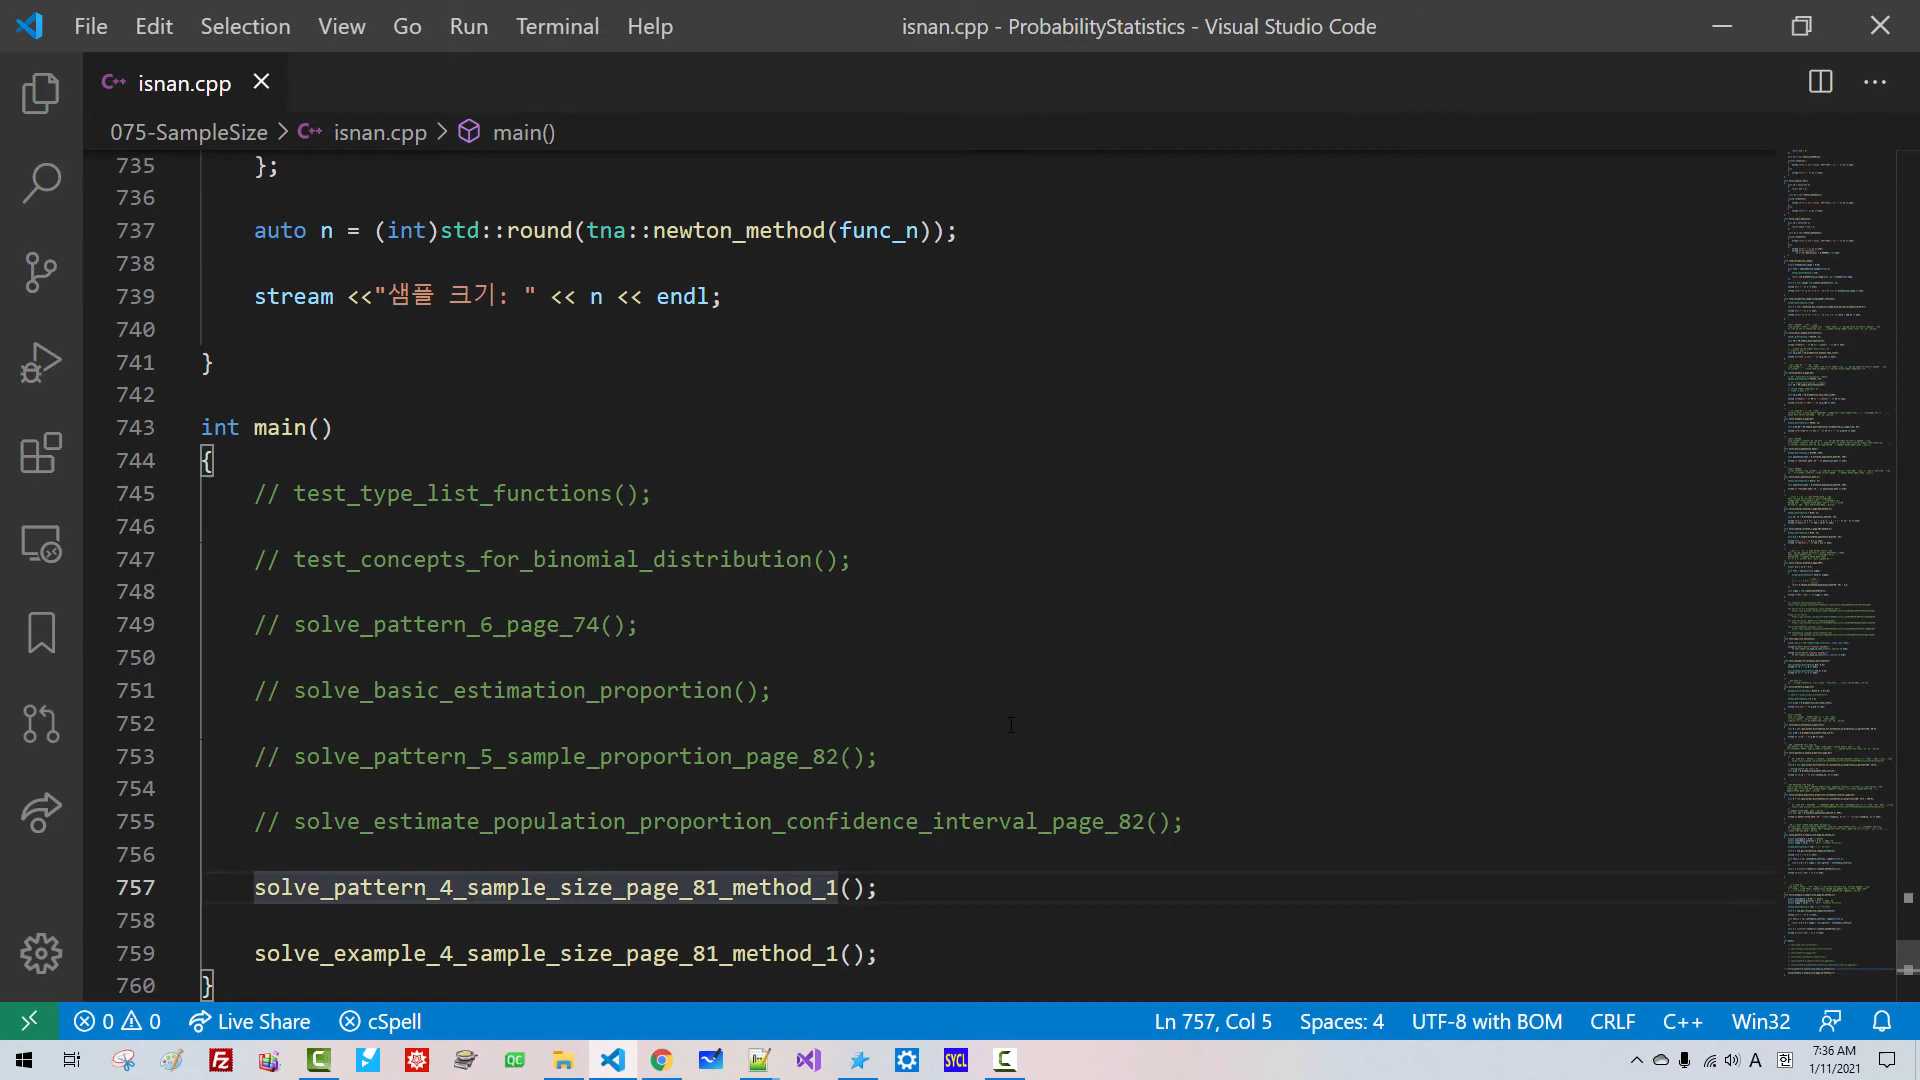 File Edit Selection View Go Run Terminal Help
isnan.cpp - ProbabilityStatistics - Visual Studio Code
C++ isnan.cpp
075-SampleSize > C++ isnan.cpp > main()
735 };
736
737 auto n = (int)std::round(tna::newton_method(func_n));
738
739 stream <<"샘플 크기: " << n << endl;
740
741 }
742
743 int main()
744 {
745 // test_type_list_functions();
746
747 // test_concepts_for_binomial_distribution();
748
749 // solve_pattern_6_page_74();
750
751 // solve_basic_estimation_proportion();
752
753 // solve_pattern_5_sample_proportion_page_82();
754
755 // solve_estimate_population_proportion_confidence_interval_page_82();
756
757 solve_pattern_4_sample_size_page_81_method_1();
758
759 solve_example_4_sample_size_page_81_method_1();
760 }
0 0 Live Share cSpell Ln 757, Col 5 Spaces: 4 UTF-8 with BOM CRLF C++ Win32
QC SYCL A 한 7:36 AM
1/11/2021